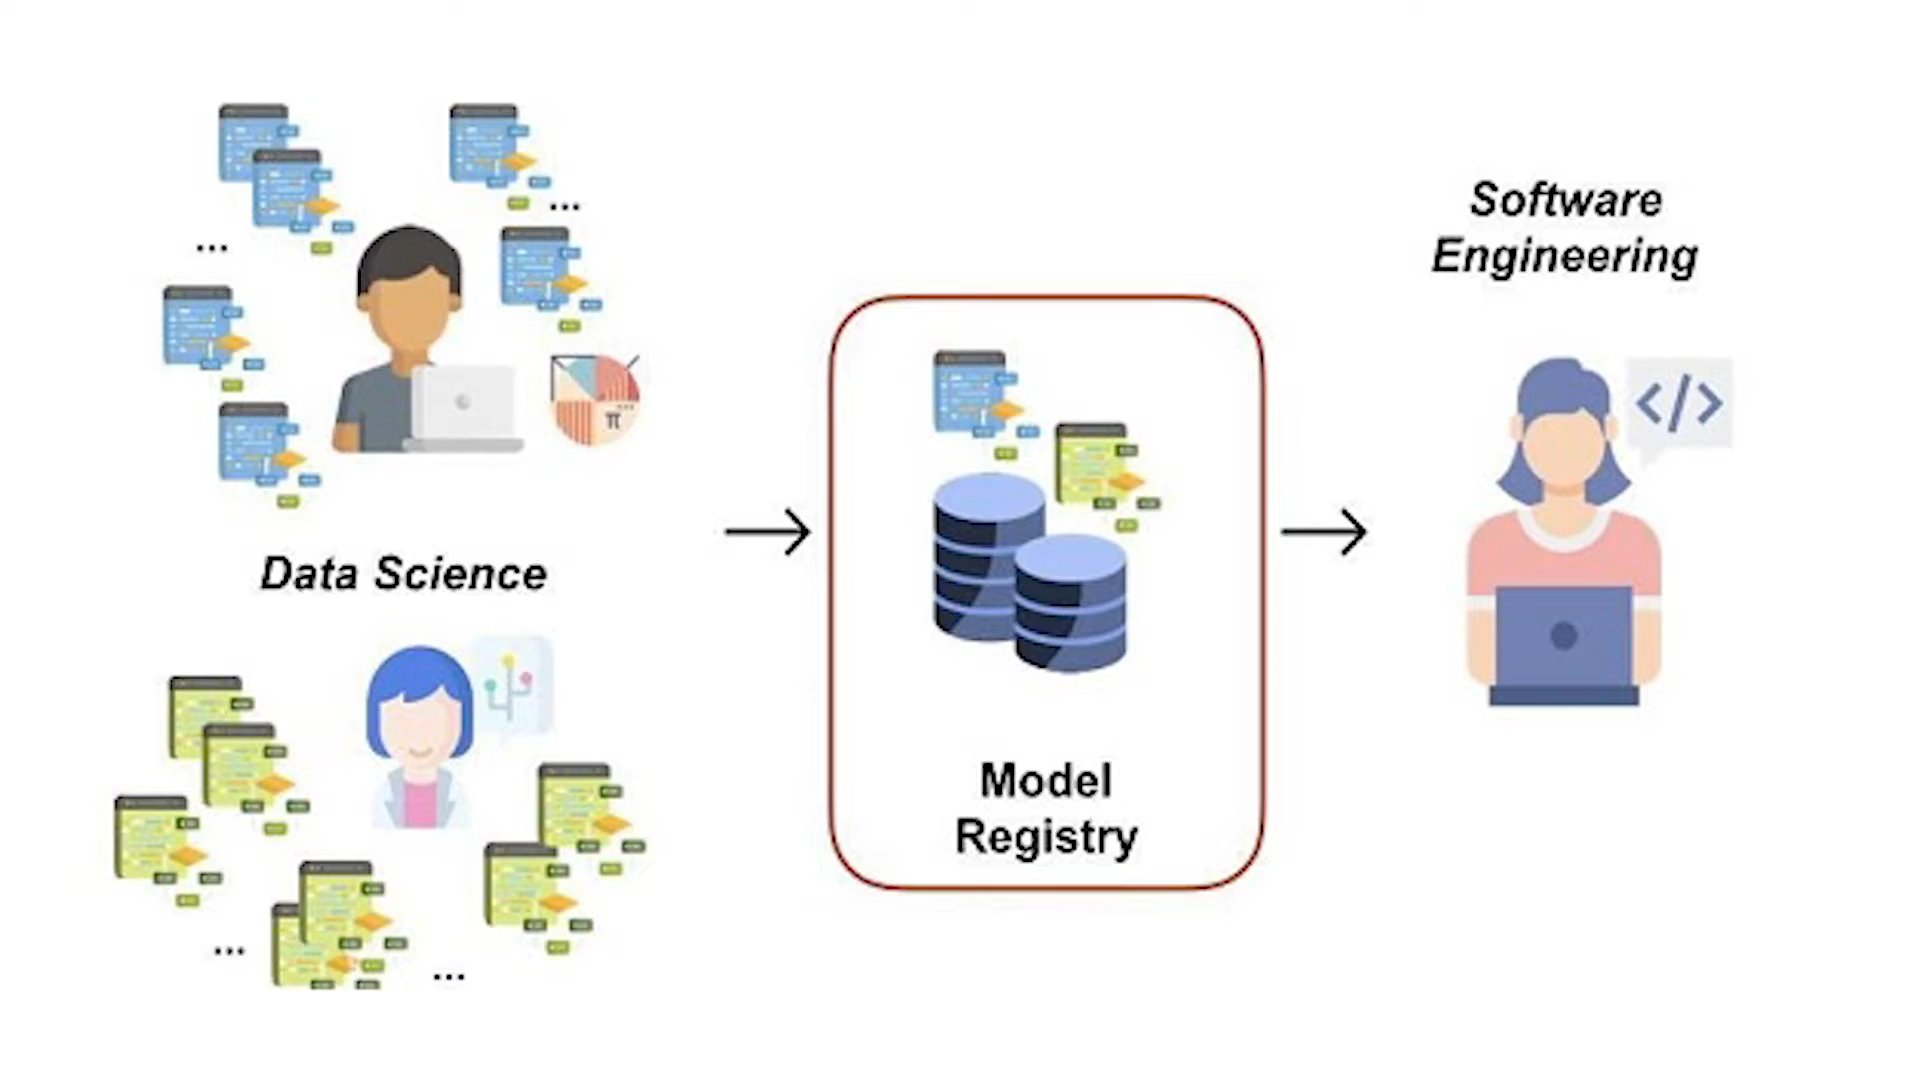 Data Science
Model
Registry
Software
Engineering